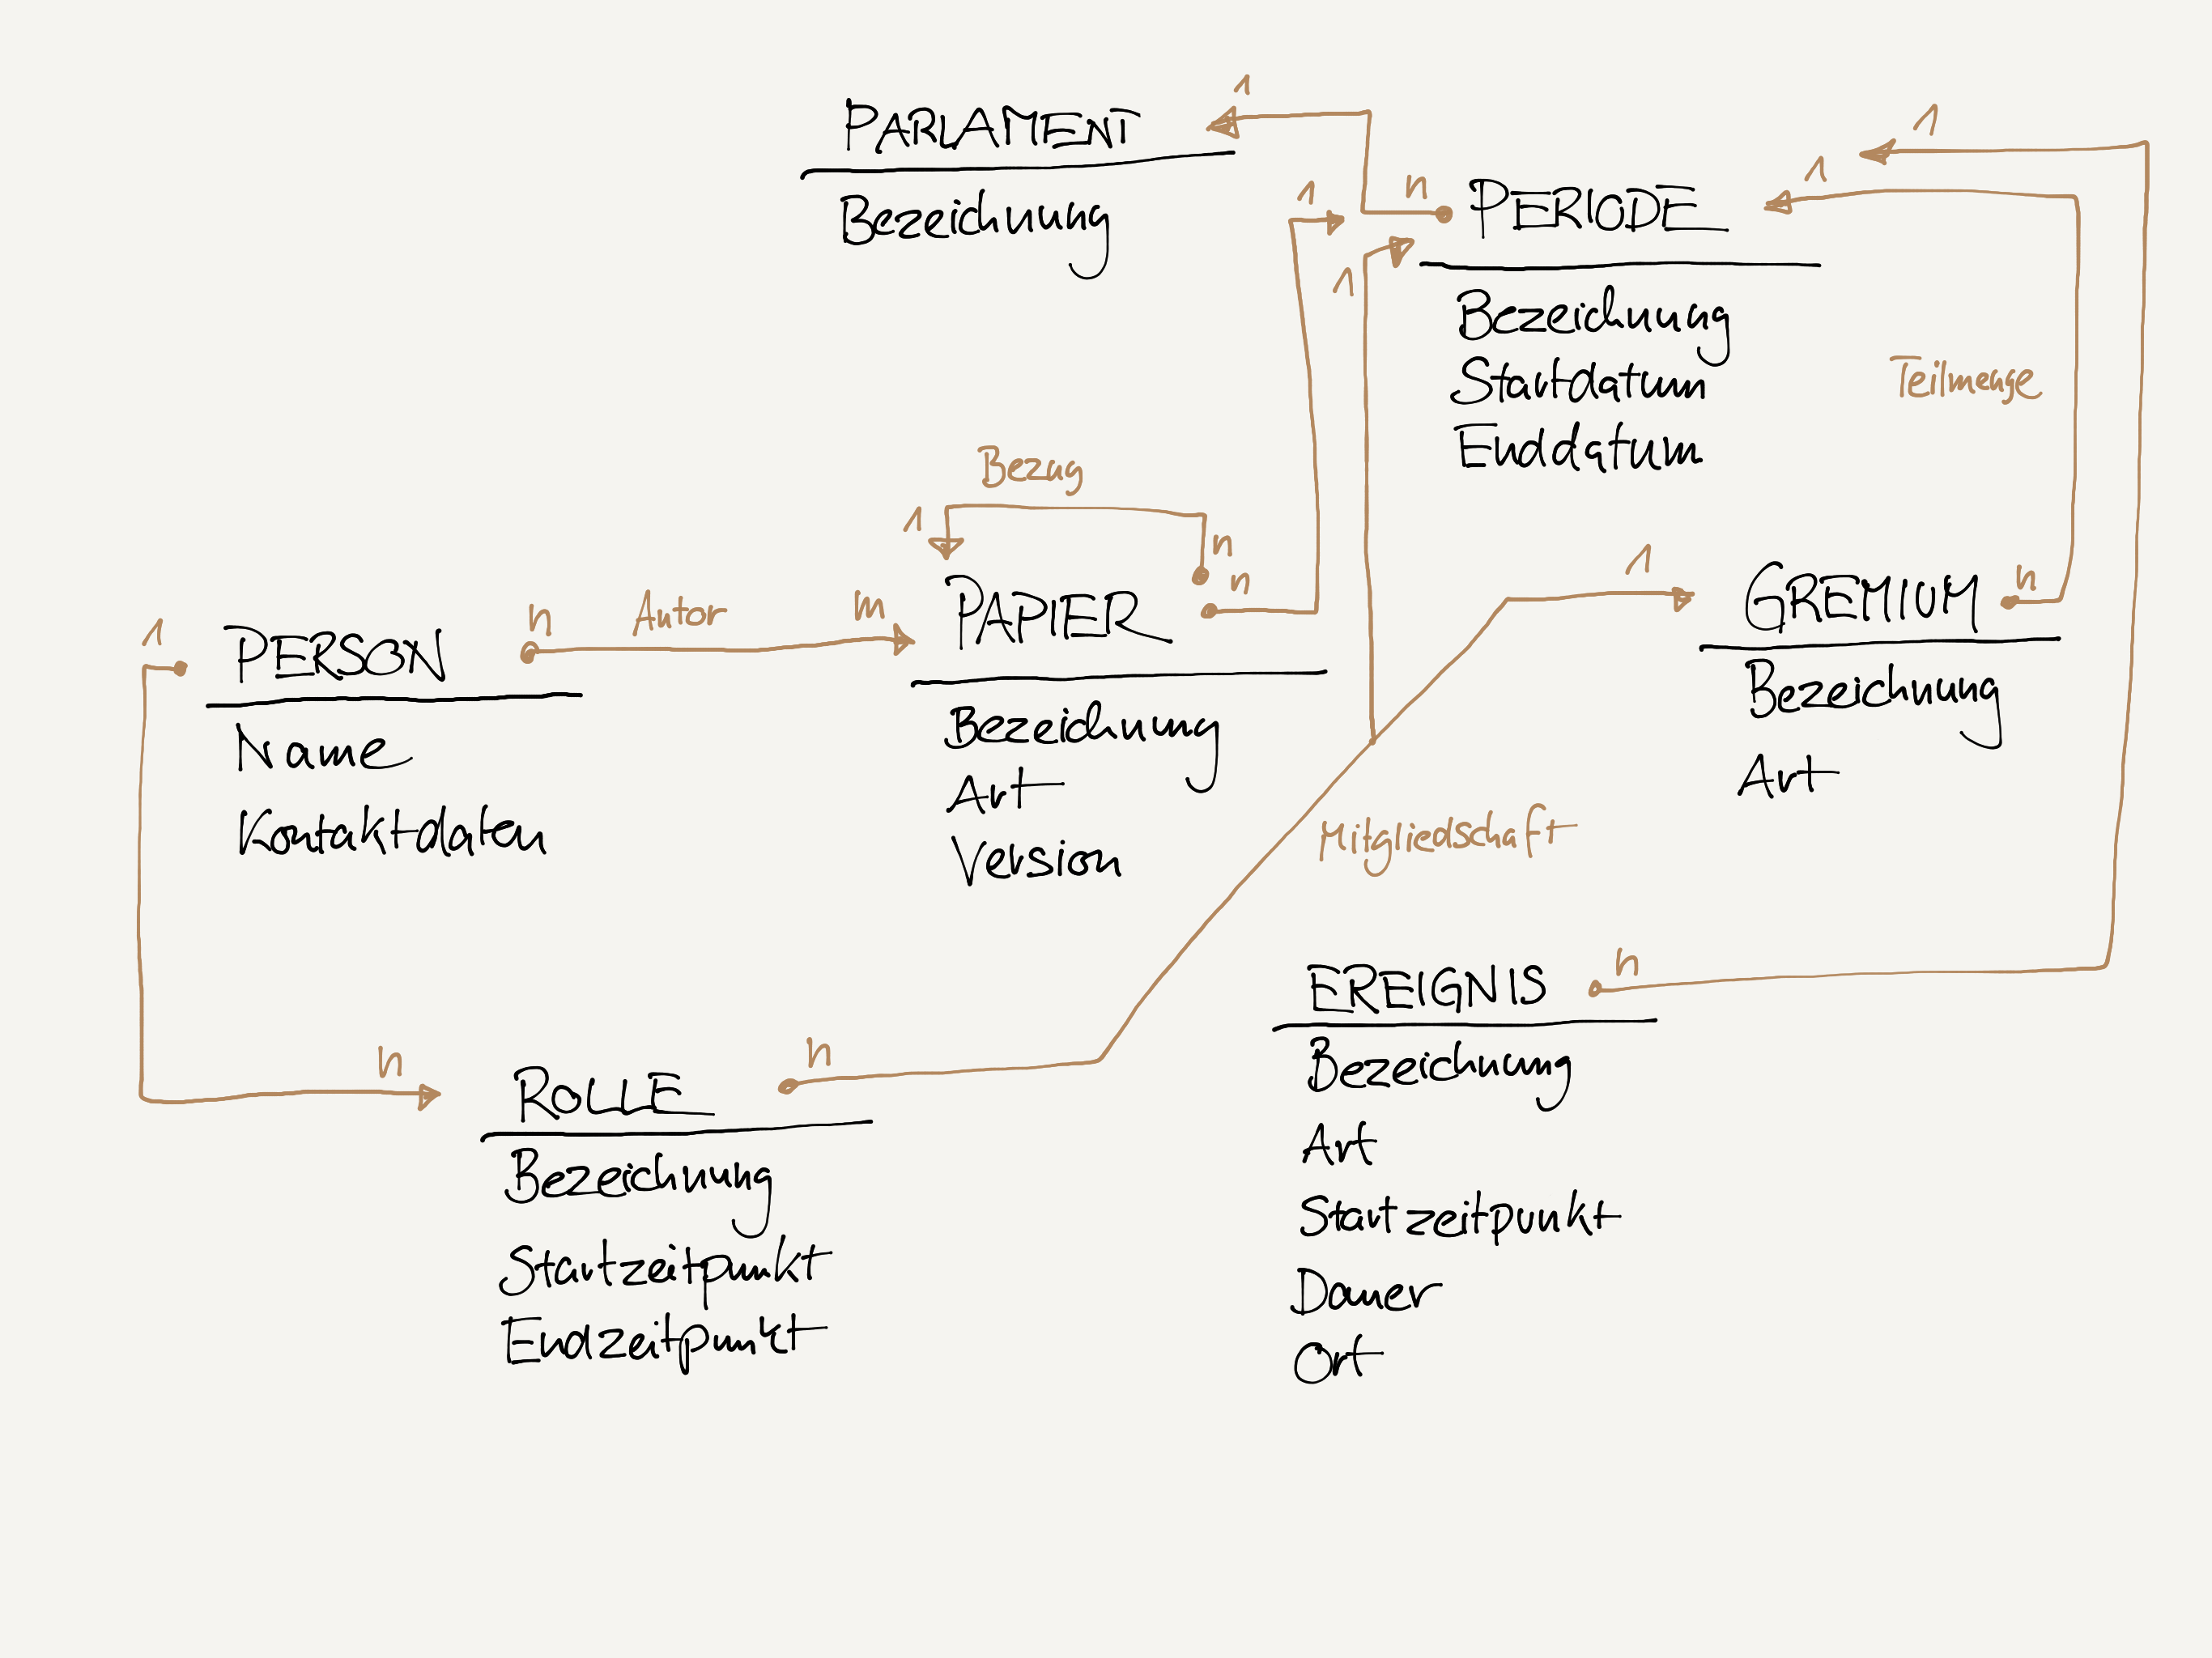 PARLAMENT
Bezeichnung
1
PERIODE
Bezeichnung
Startdatum
Enddatum
n
1
1
1
1
Teilmenge
Bezug
1
n
n
PERSON
Name
Kontaktdaten
1
n
Autor
m
PAPIER
Bezeichnung
Art
Version
1
GREMIUM
n
Bezeichnung
Art
Mitgliedschaft
n
ROLLE
n
Bezeichnung
Startzeitpunkt
Endzeitpunkt
EREIGNIS
n
Bezeichnung
Art
Startzeitpunkt
Dauer
Ort